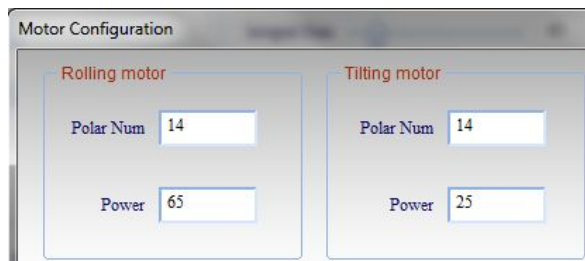 Motor Configuration
Rolling motor
Polar Num 14
Power 65
Tilting motor
Polar Num 14
Power 25